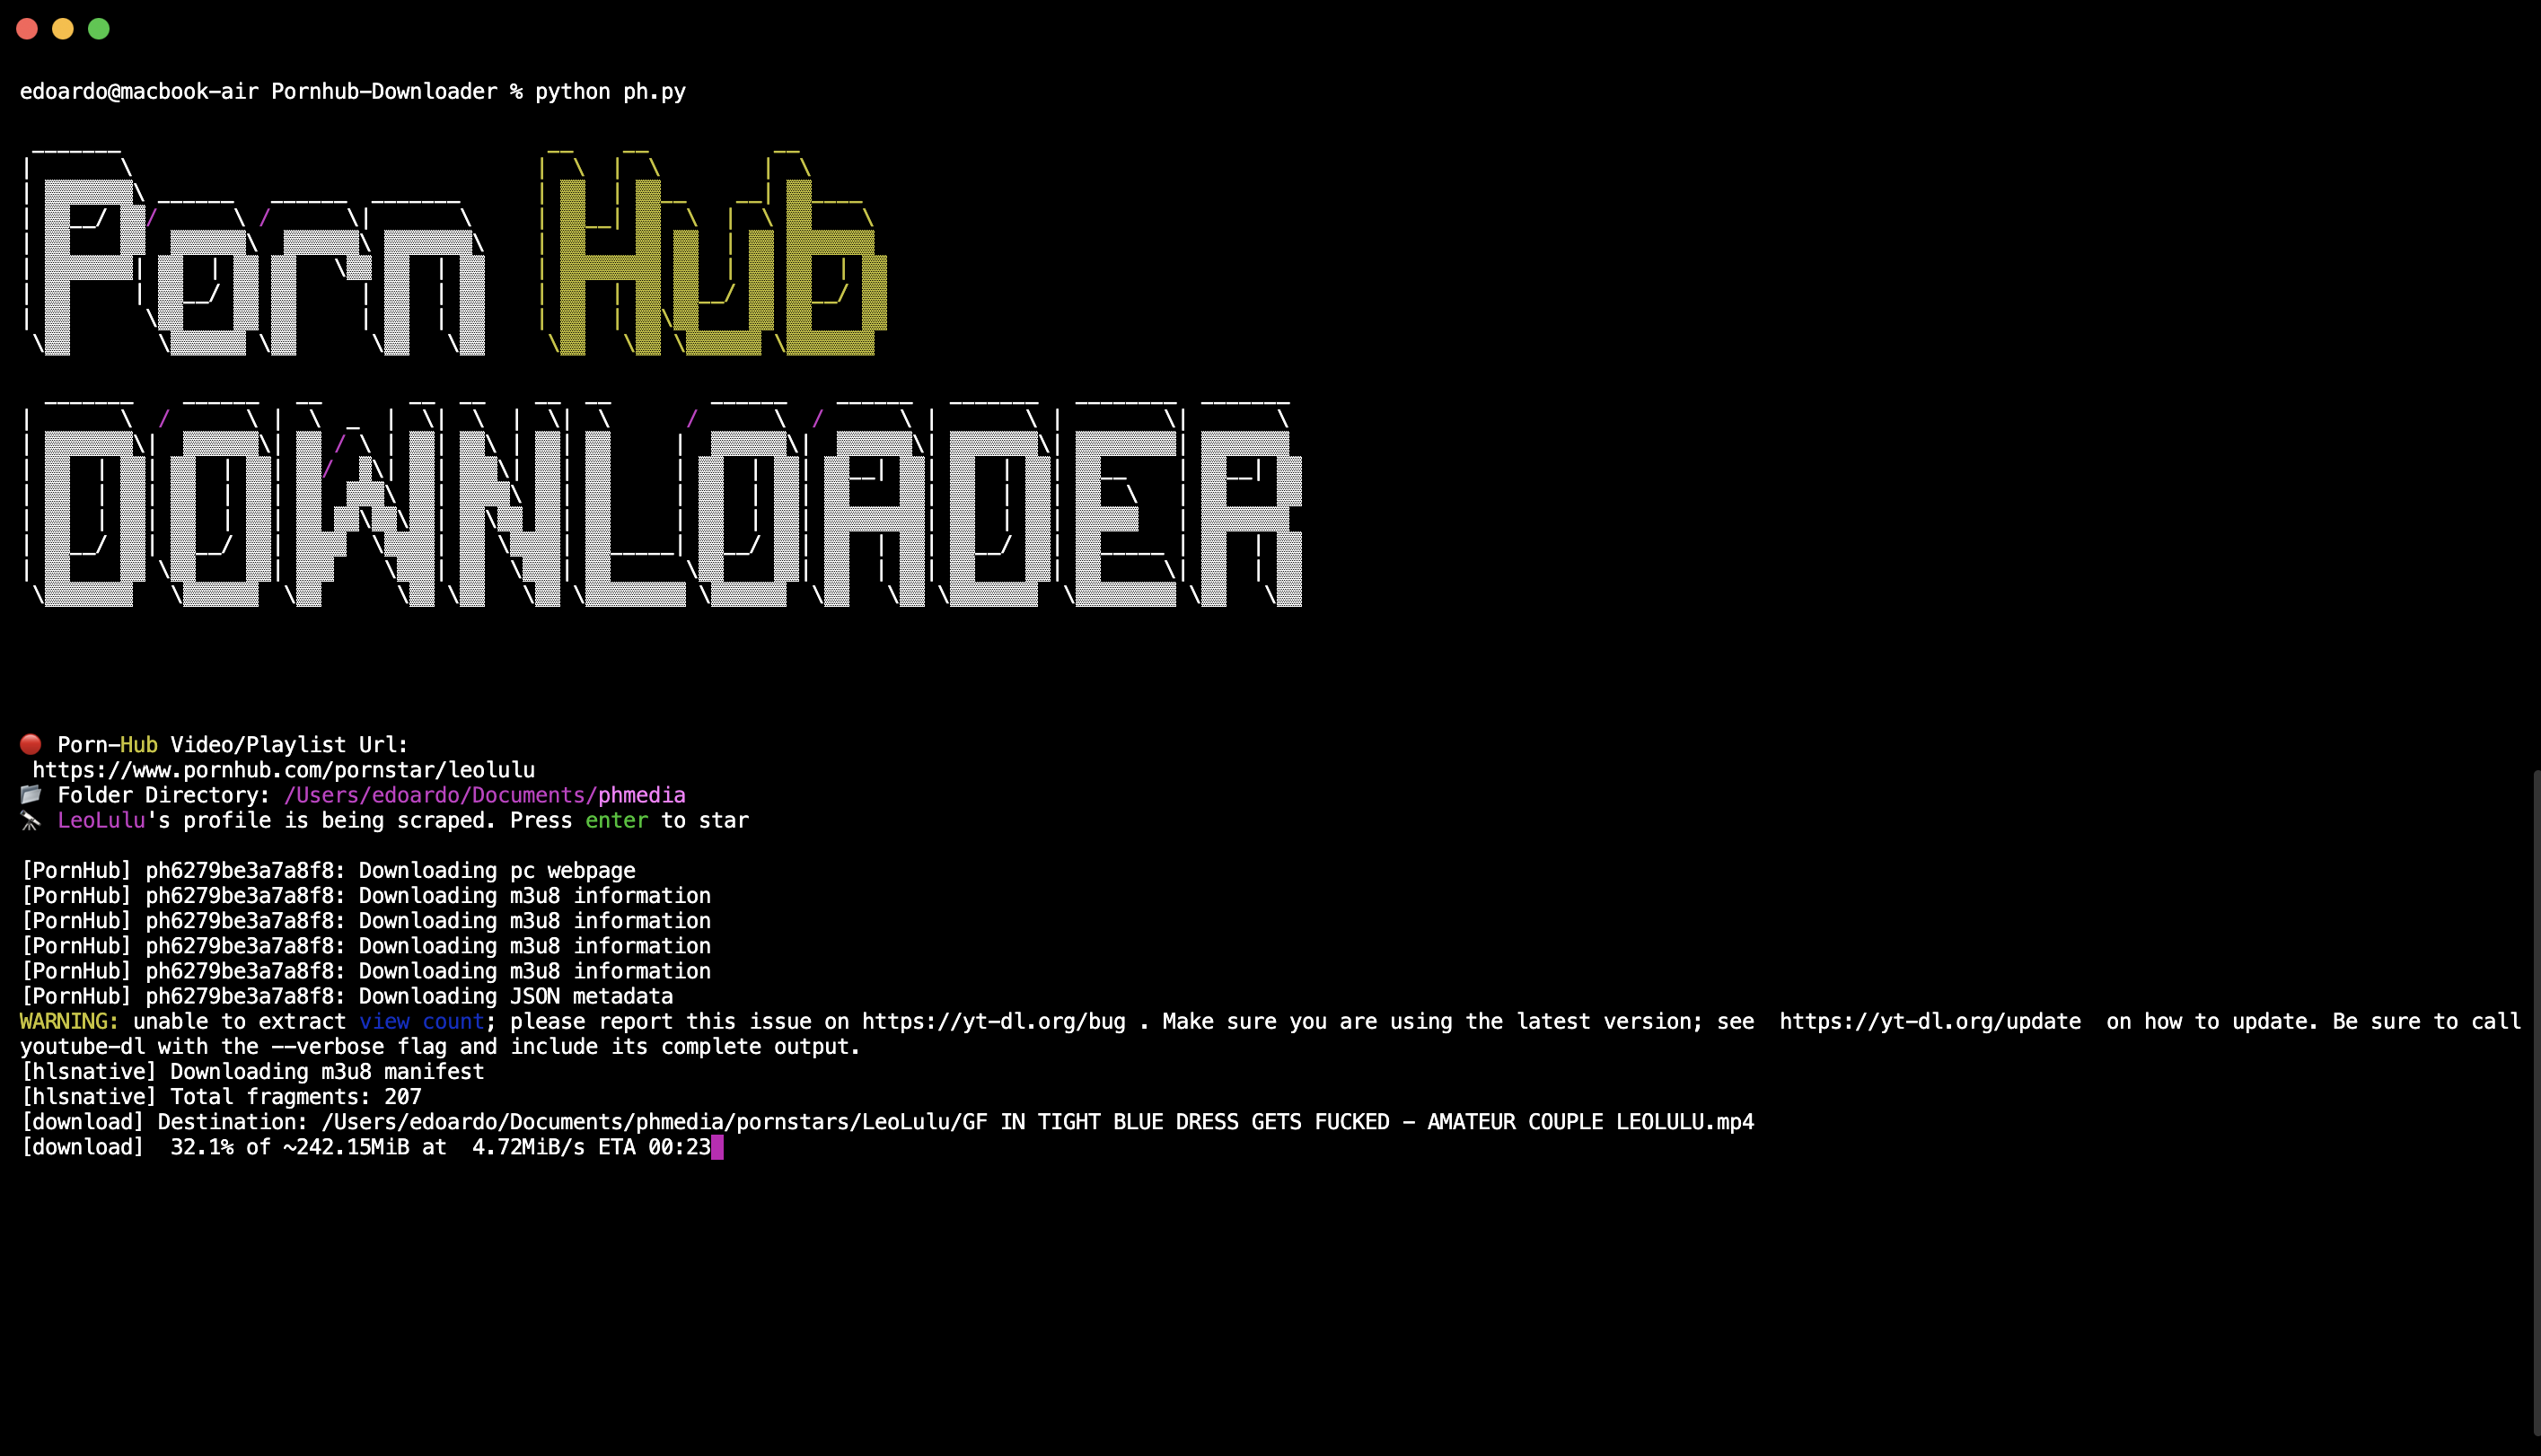 edoardo@macbook-air Pornhub-Downloader % python ph.py
Porn Hub
DOWNLOADER
Porn-Hub Video/Playlist Url:
https://www.pornhub.com/pornstar/leolulu
Folder Directory: /Users/edoardo/Documents/phmedia
LeoLulu's profile is being scraped. Press enter to star
[PornHub] ph6279be3a7a8f8: Downloading pc webpage
[PornHub] ph6279be3a7a8f8: Downloading m3u8 information
[PornHub] ph6279be3a7a8f8: Downloading m3u8 information
[PornHub] ph6279be3a7a8f8: Downloading m3u8 information
[PornHub] ph6279be3a7a8f8: Downloading m3u8 information
[PornHub] ph6279be3a7a8f8: Downloading JSON metadata
WARNING: unable to extract view count; please report this issue on https://yt-dl.org/bug . Make sure you are using the latest version; see  https://yt-dl.org/update  on how to update. Be sure to call
youtube-dl with the --verbose flag and include its complete output.
[hlsnative] Downloading m3u8 manifest
[hlsnative] Total fragments: 207
[download] Destination: /Users/edoardo/Documents/phmedia/pornstars/LeoLulu/GF IN TIGHT BLUE DRESS GETS FUCKED - AMATEUR COUPLE LEOLULU.mp4
[download]  32.1% of ~242.15MiB at  4.72MiB/s ETA 00:23